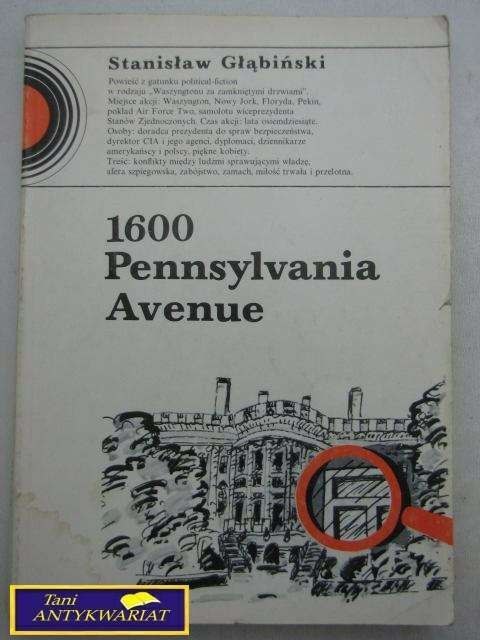 Stanisław Głąbiński
Powieść z gatunku political-fiction
w rodzaju „Waszyngtonu za zamkniętymi drzwiami”.
Miejsce akcji: Waszyngton, Nowy Jork, Floryda, Pekin,
pokład Air Force Two, samolotu wiceprezydenta
Stanów Zjednoczonych. Czas akcji: lata osiemdziesiąte.
Osoby: doradca prezydenta do spraw bezpieczeństwa,
dyrektor CIA i jego agenci, dyplomaci, dziennikarze
amerykańscy i polscy, piękne kobiety.
Treść: konflikty między ludźmi sprawującymi władzę,
afera szpiegowska, zabójstwo, zamach, miłość trwała i przelotna.
1600
Pennsylvania
Avenue
Tani
ANTYKWARIAT